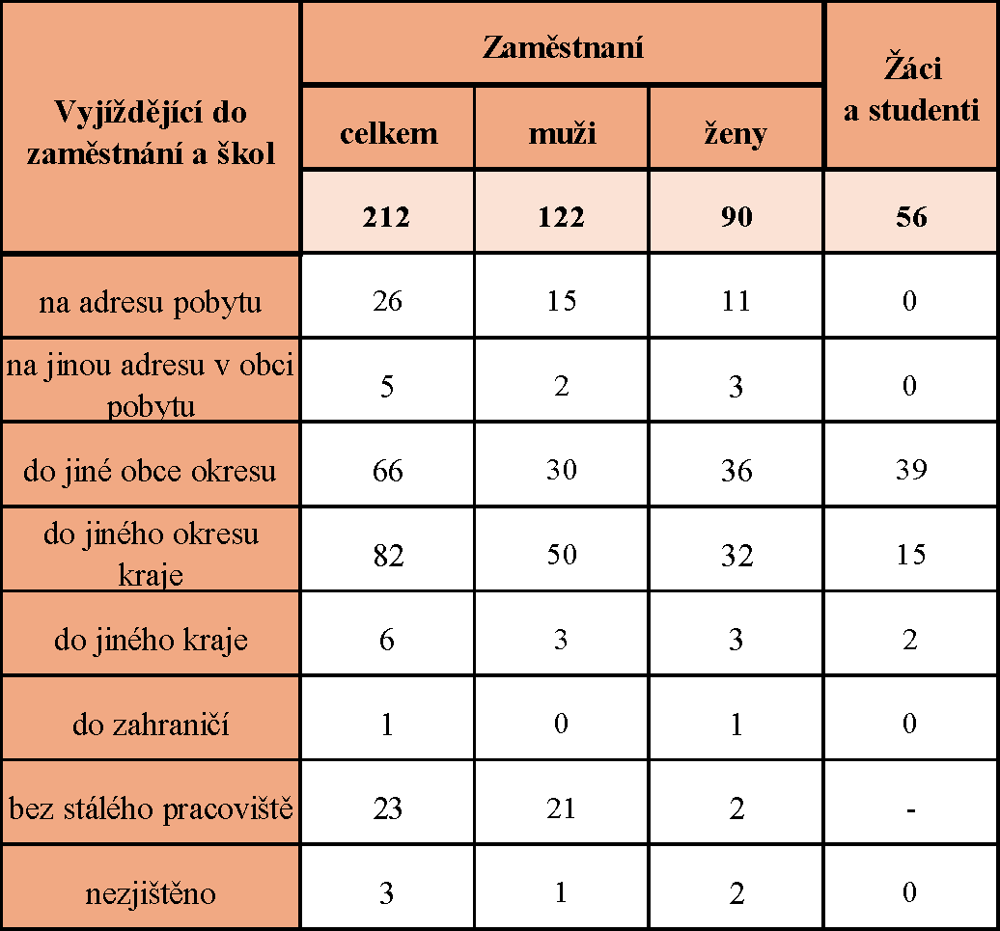 Vyjíždějící do
zaměstnání a škol
Zaměstnaní
Žáci
a studenti
celkem muži ženy
212 122 90 56
na adresu pobytu 26 15 11 0
na jinou adresu v obci
pobytu 5 2 3 0
do jiné obce okresu 66 30 36 39
do jiného okresu
kraje 82 50 32 15
do jiného kraje 6 3 3 2
do zahraničí 1 0 1 0
bez stálého pracoviště 23 21 2 -
nezjištěno 3 1 2 0